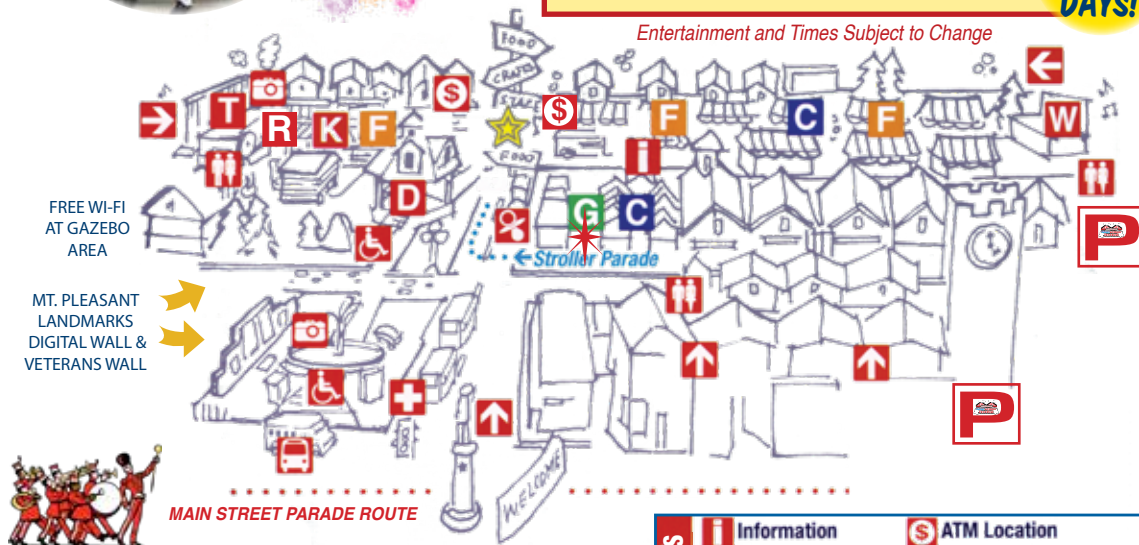 DAYS!
Entertainment and Times Subject to Change
FOOD
CRAFTS
$
$
T
R
K
F
F
C
F
W
FOOD
i
D
G
C
FREE WI-FI
AT GAZEBO
AREA
P
← Stroller Parade
MT. PLEASANT
LANDMARKS
DIGITAL WALL &
VETERANS WALL
P
WELCOME
MAIN STREET PARADE ROUTE
S
i Information
$ ATM Location